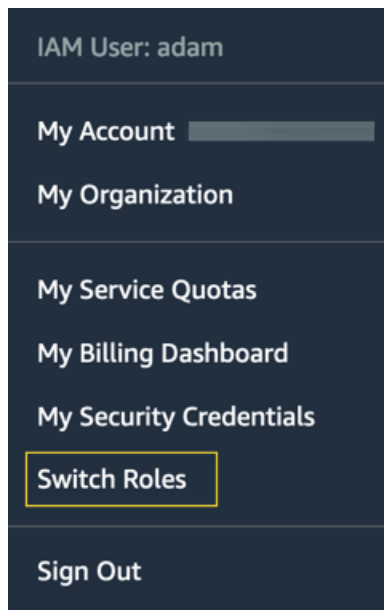 IAM User: adam
My Account
My Organization
My Service Quotas
My Billing Dashboard
My Security Credentials
Switch Roles
Sign Out